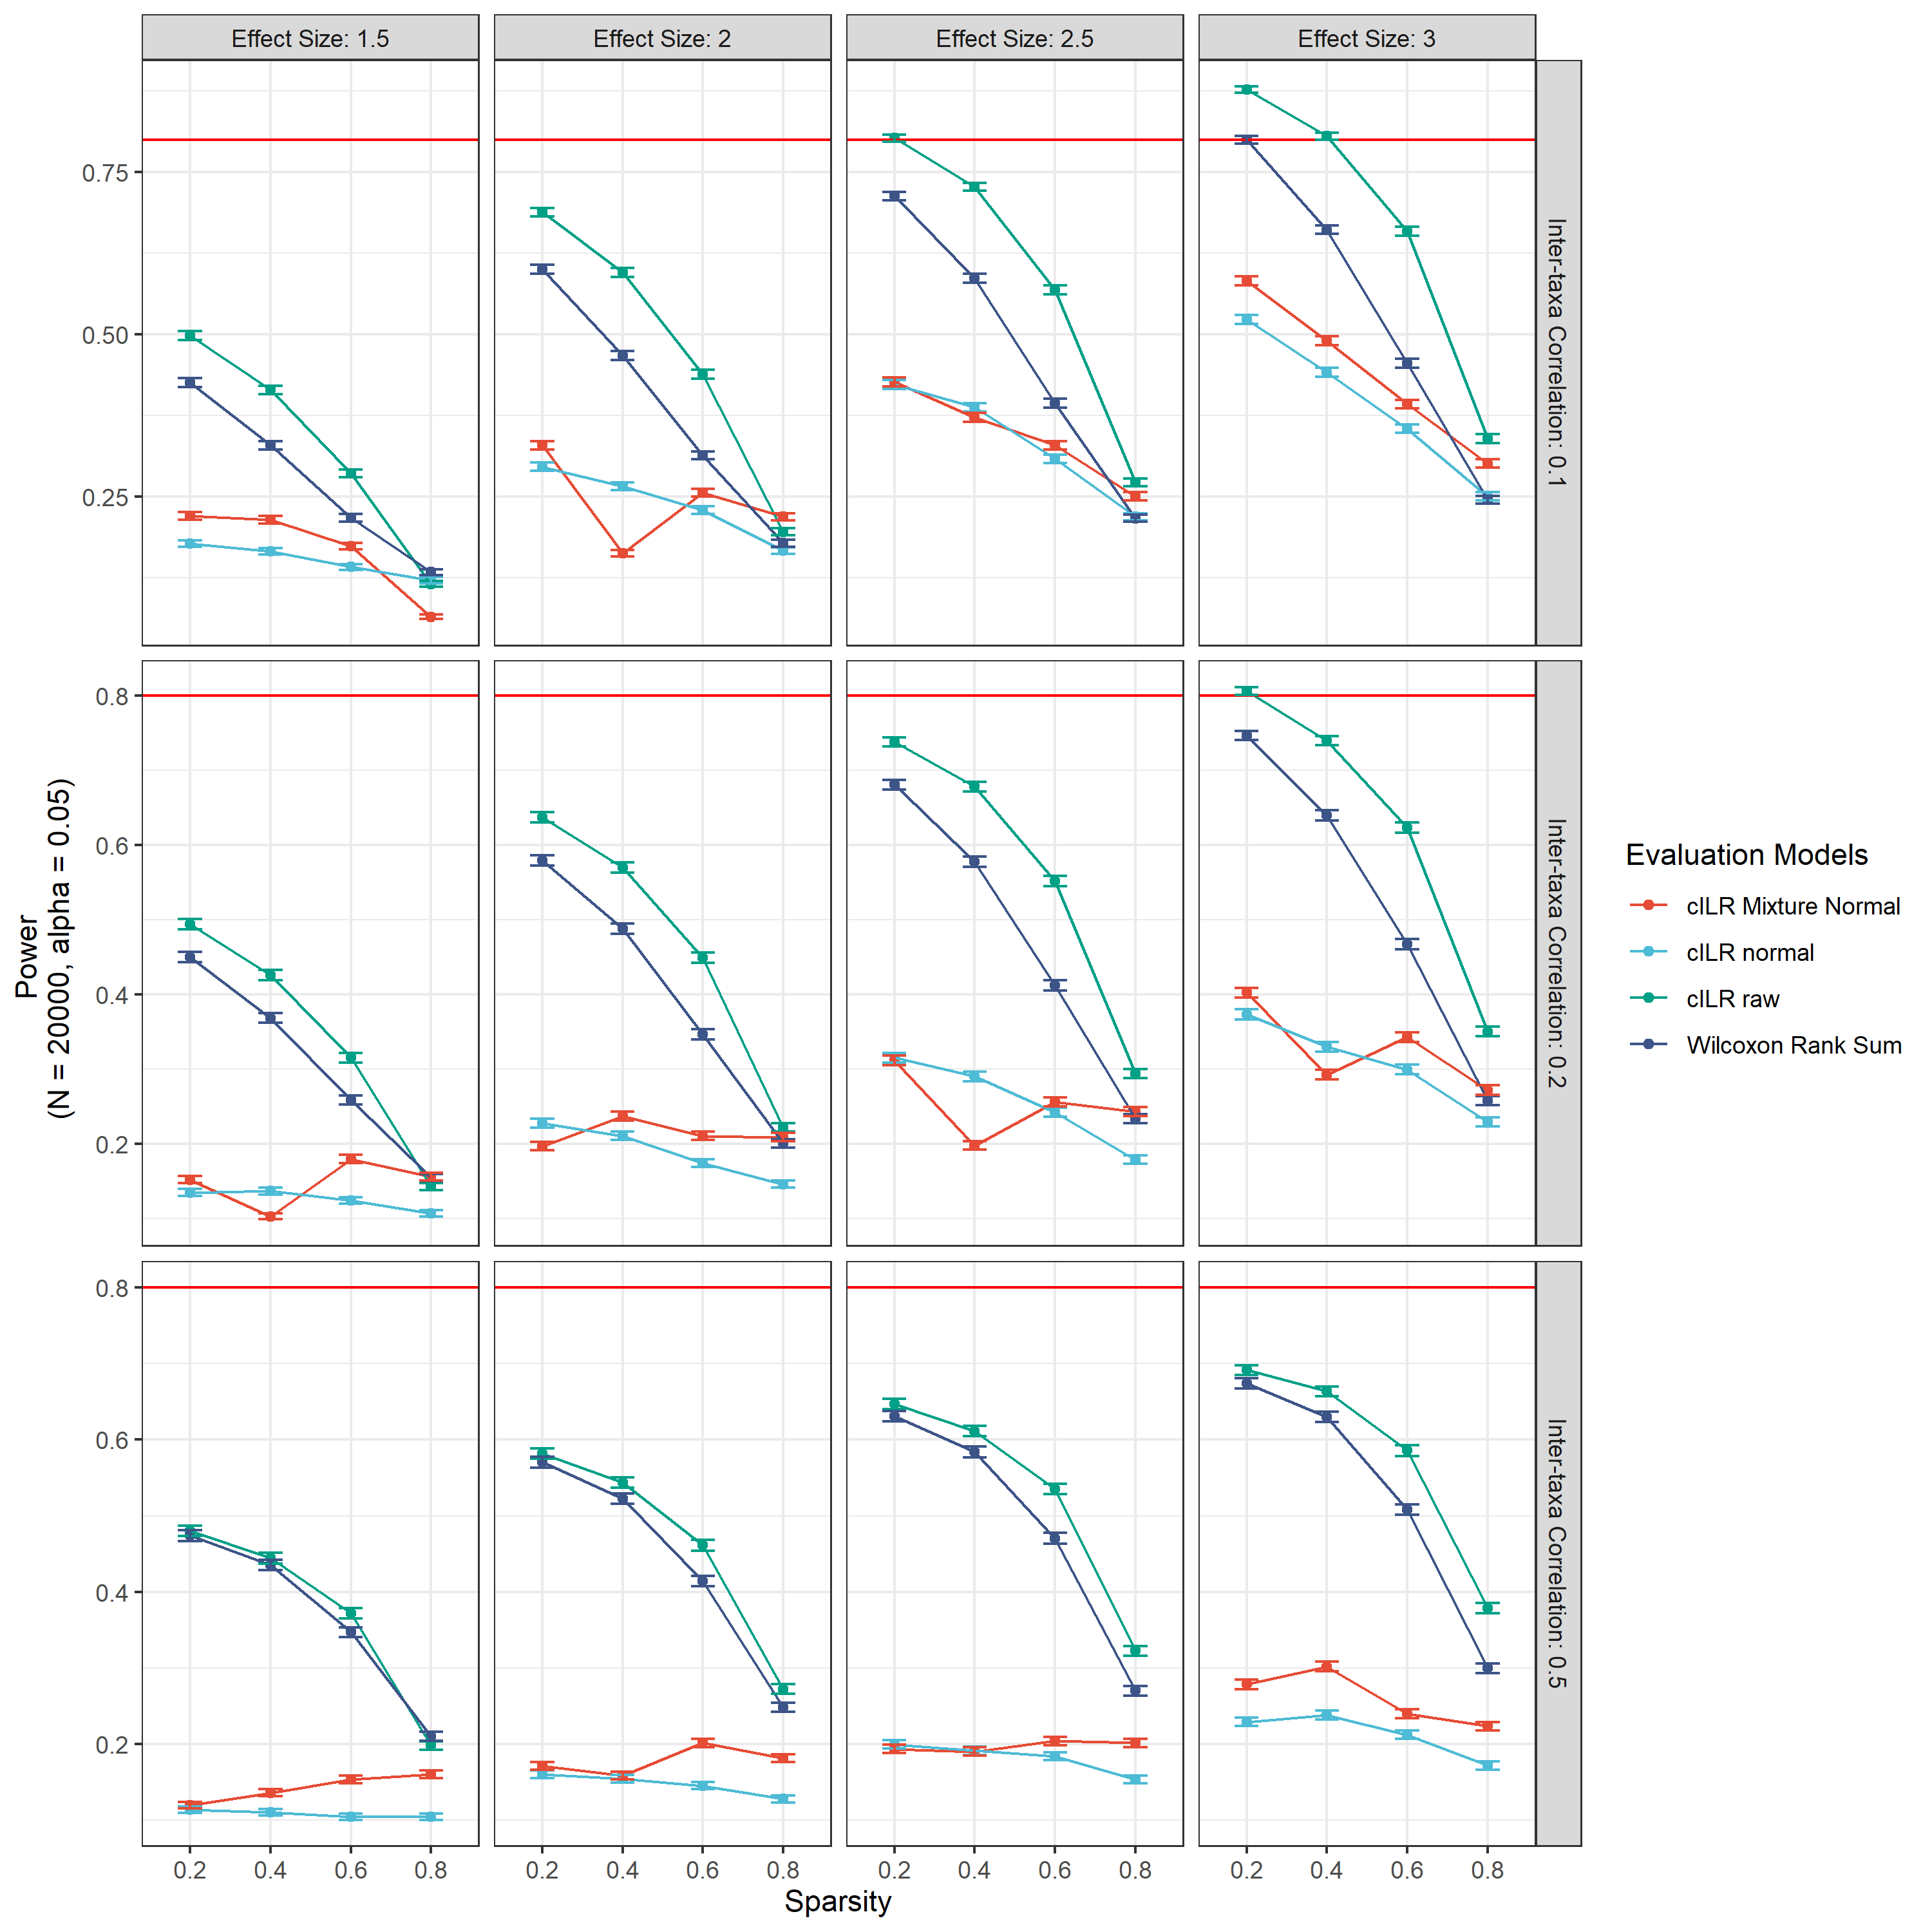 Effect Size: 1.5
Effect Size: 2
Effect Size: 2.5
Effect Size: 3
0.75
0.50
0.25
Inter-taxa Correlation: 0.1
0.8
0.6
0.4
0.2
Inter-taxa Correlation: 0.2
0.8
0.6
0.4
0.2
Inter-taxa Correlation: 0.5
Power
(N = 20000, alpha = 0.05)
0.2 0.4 0.6 0.8
0.2 0.4 0.6 0.8
0.2 0.4 0.6 0.8
0.2 0.4 0.6 0.8
Sparsity
Evaluation Models
cILR Mixture Normal
cILR normal
cILR raw
Wilcoxon Rank Sum